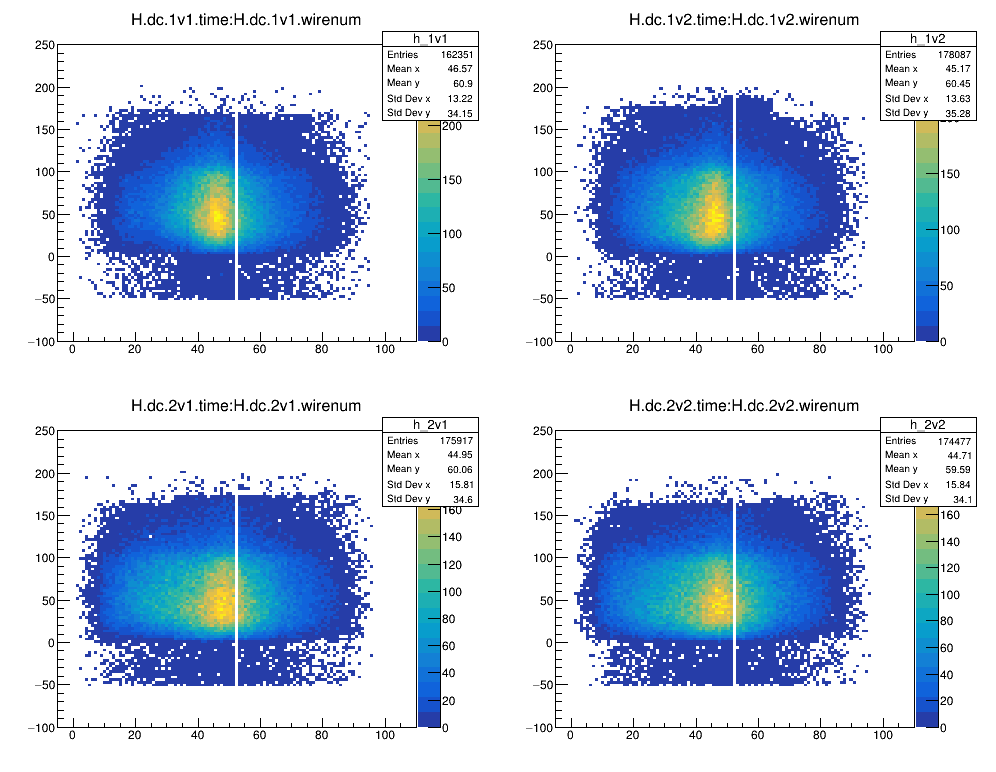 H.dc.1v1.time:H.dc.1v1.wirenum
h_1v1
Entries 162351
Mean x 46.57
Mean y 60.9
Std Dev x 13.22
Std Dev y 34.15
250
200
150
100
50
0
−50
−100
0 20 40 60 80 100
200
150
100
50
0
H.dc.1v2.time:H.dc.1v2.wirenum
h_1v2
Entries 178087
Mean x 45.17
Mean y 60.45
Std Dev x 13.63
Std Dev y 35.28
250
200
150
100
50
0
−50
−100
0 20 40 60 80 100
150
100
50
0
H.dc.2v1.time:H.dc.2v1.wirenum
h_2v1
Entries 175917
Mean x 44.95
Mean y 60.06
Std Dev x 15.81
Std Dev y 34.6
250
200
150
100
50
0
−50
−100
0 20 40 60 80 100
160
140
120
100
80
60
40
20
0
H.dc.2v2.time:H.dc.2v2.wirenum
h_2v2
Entries 174477
Mean x 44.71
Mean y 59.59
Std Dev x 15.84
Std Dev y 34.1
250
200
150
100
50
0
−50
−100
0 20 40 60 80 100
160
140
120
100
80
60
40
20
0